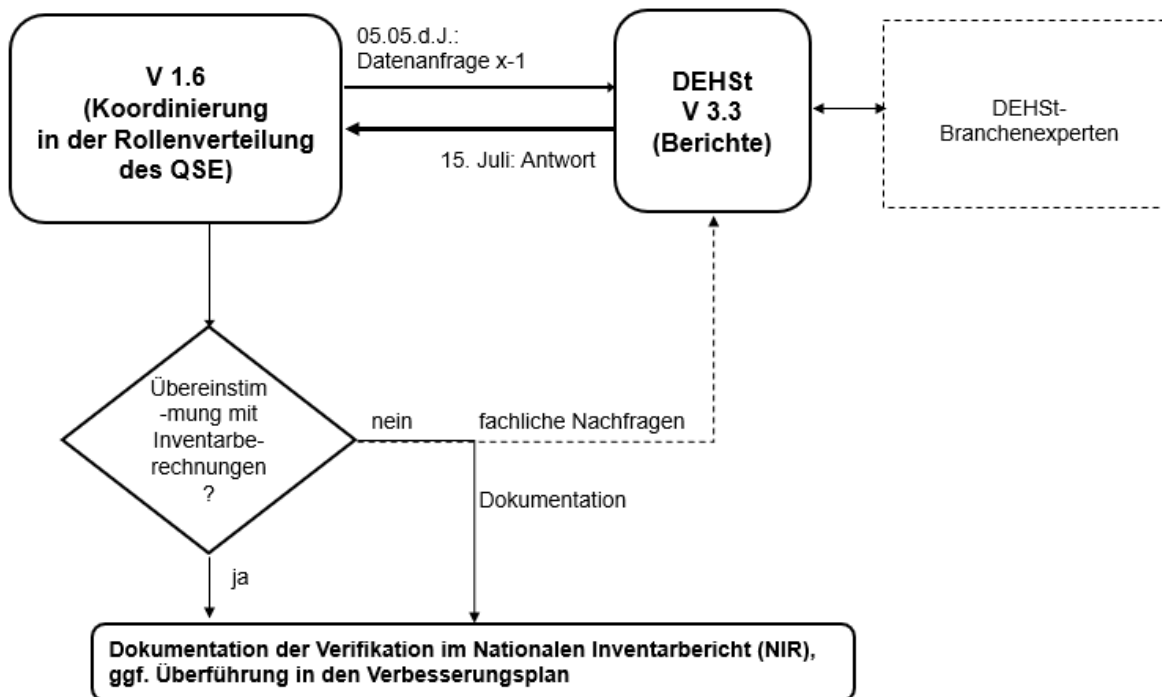 05.05.d.J.:
Datenanfrage x-1
V 1.6
(Koordinierung
in der Rollenverteilung
des QSE)
DEHSt
V 3.3
(Berichte)
DEHSt-
Branchenexperten
15. Juli: Antwort
Übereinstim
-mung mit
Inventarbe-
rechnungen
?
nein
fachliche Nachfragen
Dokumentation
ja
Dokumentation der Verifikation im Nationalen Inventarbericht (NIR),
ggf. Überführung in den Verbesserungsplan